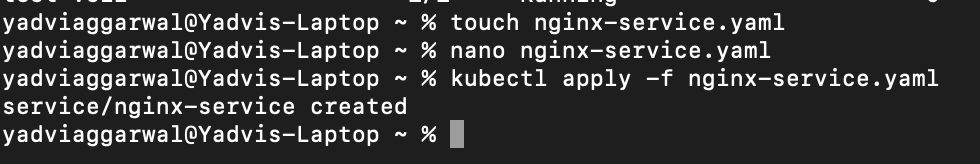 yadviaggarwal@Yadvis-Laptop ~ % touch nginx-service.yaml
yadviaggarwal@Yadvis-Laptop ~ % nano nginx-service.yaml
yadviaggarwal@Yadvis-Laptop ~ % kubectl apply -f nginx-service.yaml
service/nginx-service created
yadviaggarwal@Yadvis-Laptop ~ %